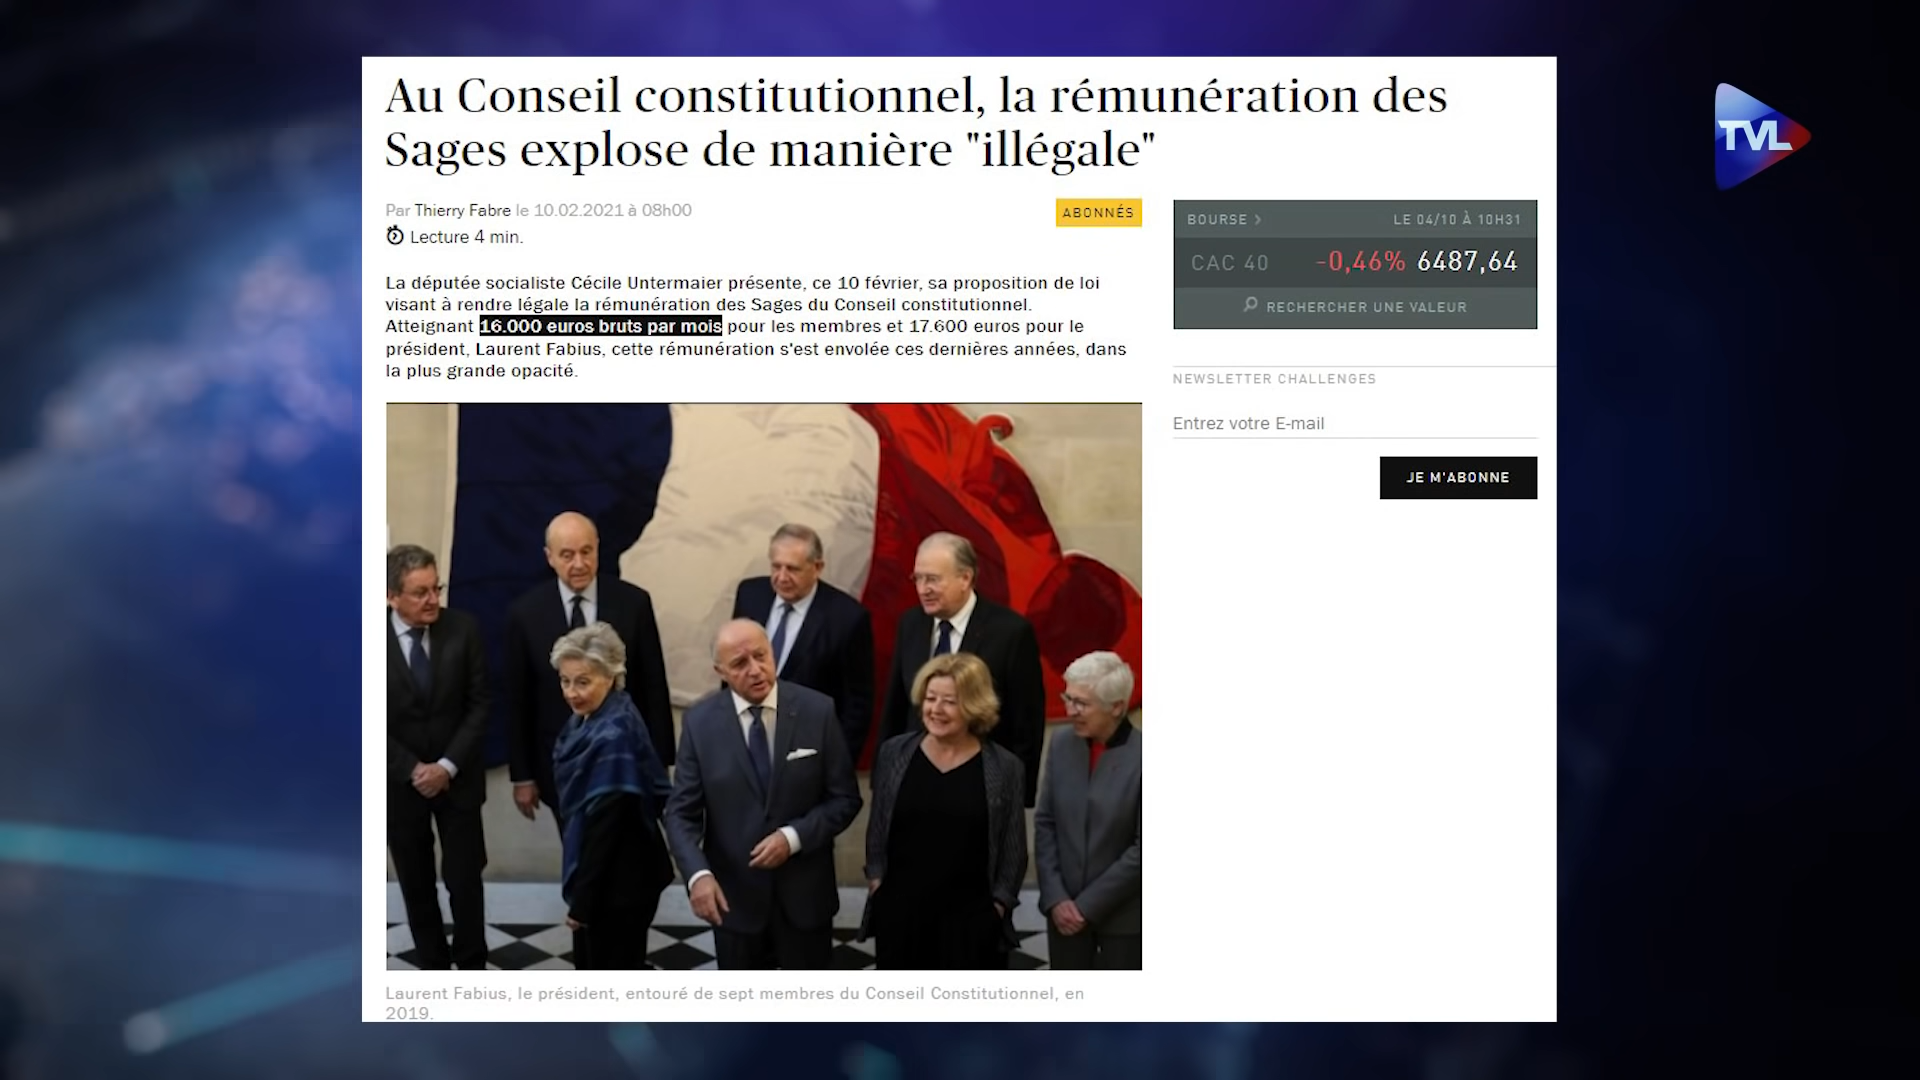 Au Conseil constitutionnel, la rémunération des
Sages explose de manière "illégale"
Par Thierry Fabre le 10.02.2021 à 08h00
ABONNÉS
Lecture 4 min.
La députée socialiste Cécile Untermaier présente, ce 10 février, sa proposition de loi
visant à rendre légale la rémunération des Sages du Conseil constitutionnel.
Atteignant 16.000 euros bruts par mois pour les membres et 17.600 euros pour le
président, Laurent Fabius, cette rémunération s'est envolée ces dernières années, dans
la plus grande opacité.
Laurent Fabius, le président, entouré de sept membres du Conseil Constitutionnel, en
2019.
BOURSE > LE 04/10 À 10H31
CAC 40 -0,46% 6487,64
RECHERCHER UNE VALEUR
NEWSLETTER CHALLENGES
Entrez votre E-mail
JE M'ABONNE
TVL